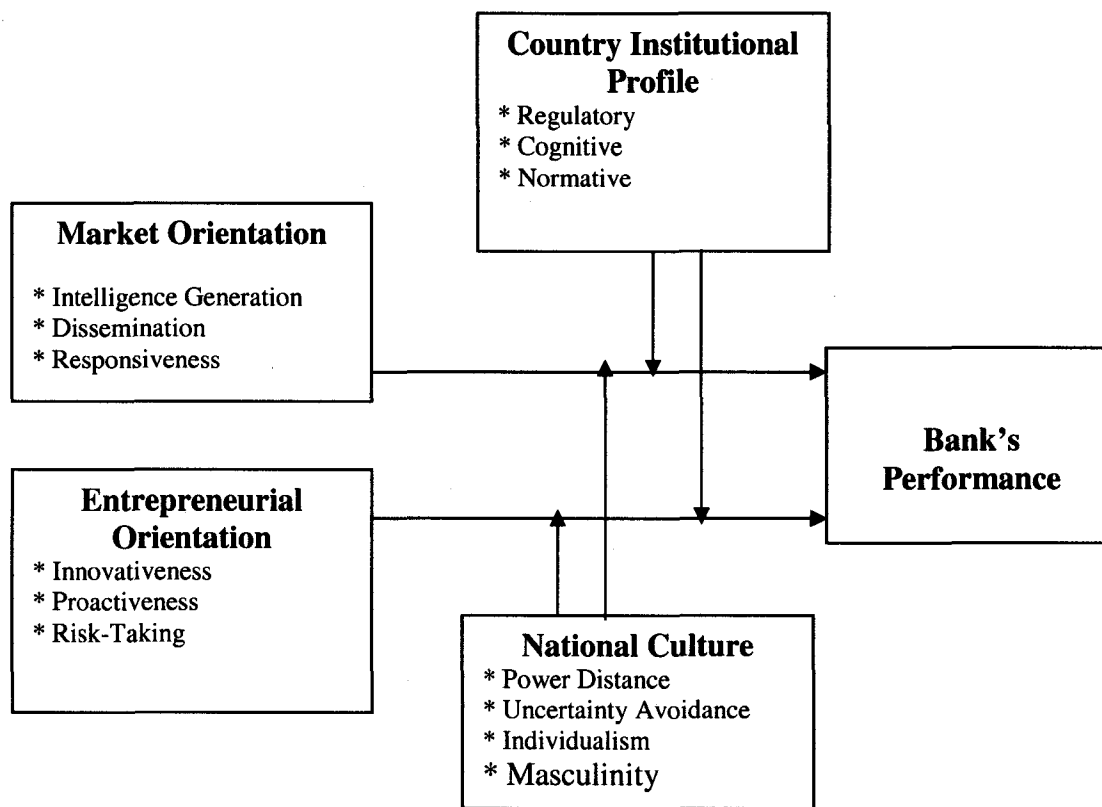 Country Institutional
Profile
* Regulatory
* Cognitive
* Normative
Market Orientation
* Intelligence Generation
* Dissemination
* Responsiveness
Bank's
Performance
Entrepreneurial
Orientation
* Innovativeness
* Proactiveness
* Risk-Taking
National Culture
* Power Distance
* Uncertainty Avoidance
* Individualism
* Masculinity